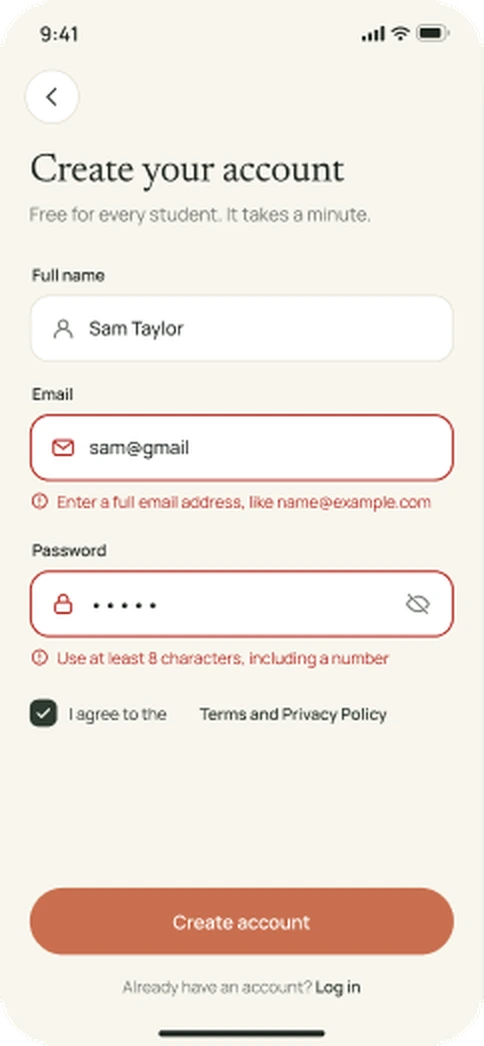 9:41
Create your account
Free for every student. It takes a minute.
Full name
Sam Taylor
Email
sam@gmail
Enter a full email address, like name@example.com
Password
•••••
Use at least 8 characters, including a number
I agree to the Terms and Privacy Policy
Create account
Already have an account? Log in